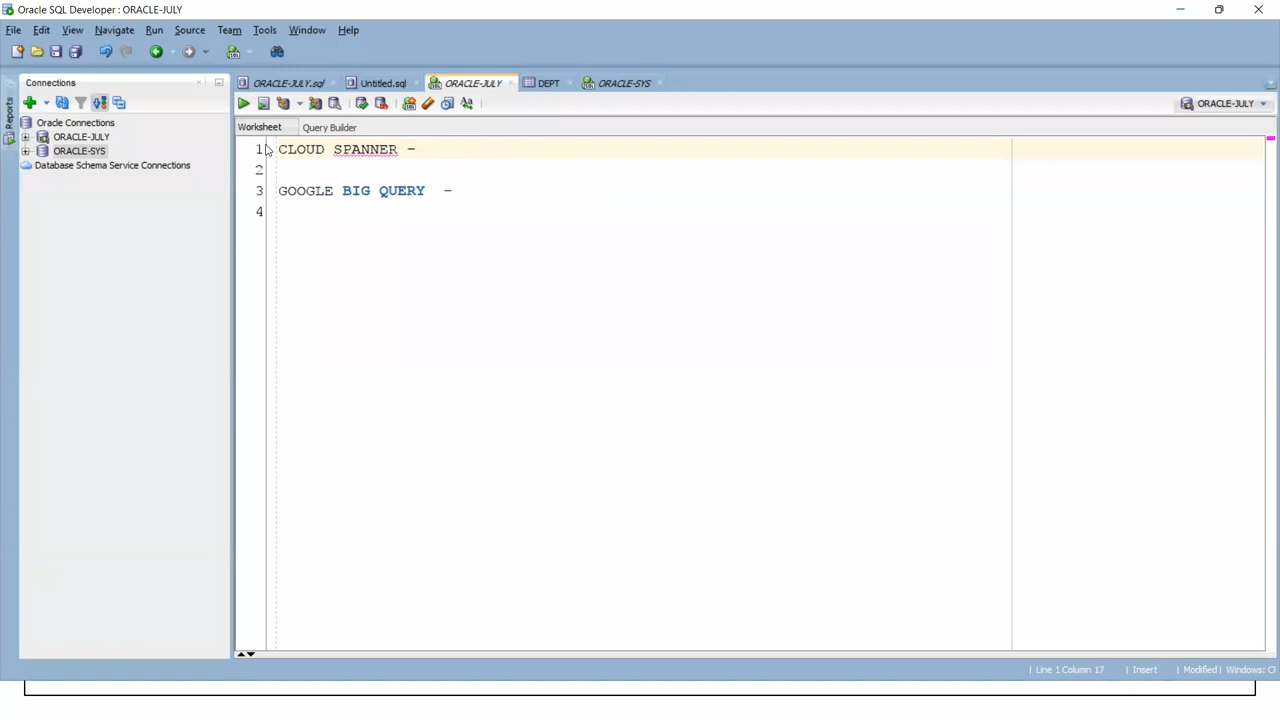 Oracle SQL Developer : ORACLE-JULY
File Edit View Navigate Run Source Team Tools Window Help
Connections
ORACLE-JULY.sql Untitled.sql ORACLE-JULY DEPT ORACLE-SYS
ORACLE-JULY
Reports
Oracle Connections
ORACLE-JULY
ORACLE-SYS
Database Schema Service Connections
Worksheet Query Builder
1 CLOUD SPANNER -
2
3 GOOGLE BIG QUERY -
4
Line 1 Column 17 Insert Modified Windows: CF